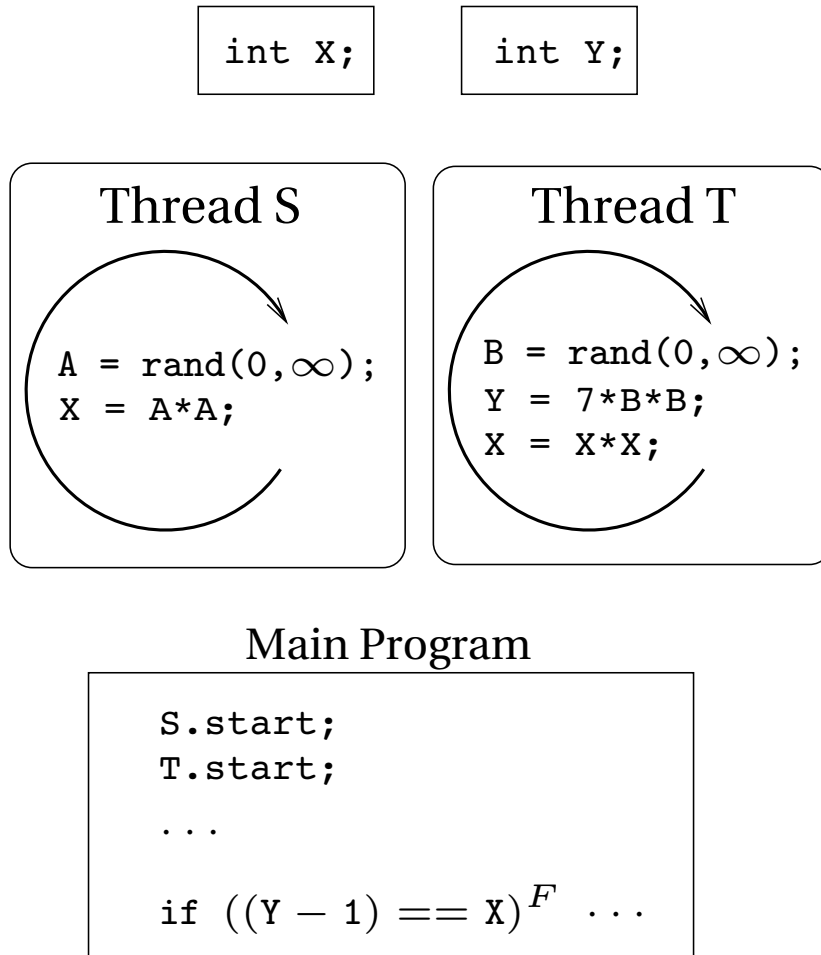 int X;
int Y;
Thread S
A = rand(0,∞);
X = A*A;
Thread T
B = rand(0,∞);
Y = 7*B*B;
X = X*X;
Main Program
S.start;
T.start;
...
if ((Y − 1) == X)^F ⋯